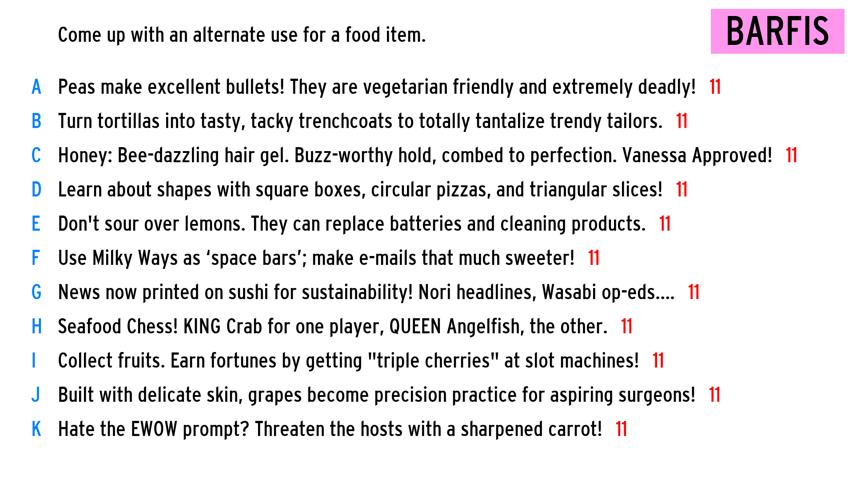 Come up with an alternate use for a food item.
BARFIS
A Peas make excellent bullets! They are vegetarian friendly and extremely deadly! 11
B Turn tortillas into tasty, tacky trenchcoats to totally tantalize trendy tailors. 11
C Honey: Bee-dazzling hair gel. Buzz-worthy hold, combed to perfection. Vanessa Approved! 11
D Learn about shapes with square boxes, circular pizzas, and triangular slices! 11
E Don't sour over lemons. They can replace batteries and cleaning products. 11
F Use Milky Ways as ‘space bars’; make e-mails that much sweeter! 11
G News now printed on sushi for sustainability! Nori headlines, Wasabi op-eds.... 11
H Seafood Chess! KING Crab for one player, QUEEN Angelfish, the other. 11
I Collect fruits. Earn fortunes by getting "triple cherries" at slot machines! 11
J Built with delicate skin, grapes become precision practice for aspiring surgeons! 11
K Hate the EWOW prompt? Threaten the hosts with a sharpened carrot! 11